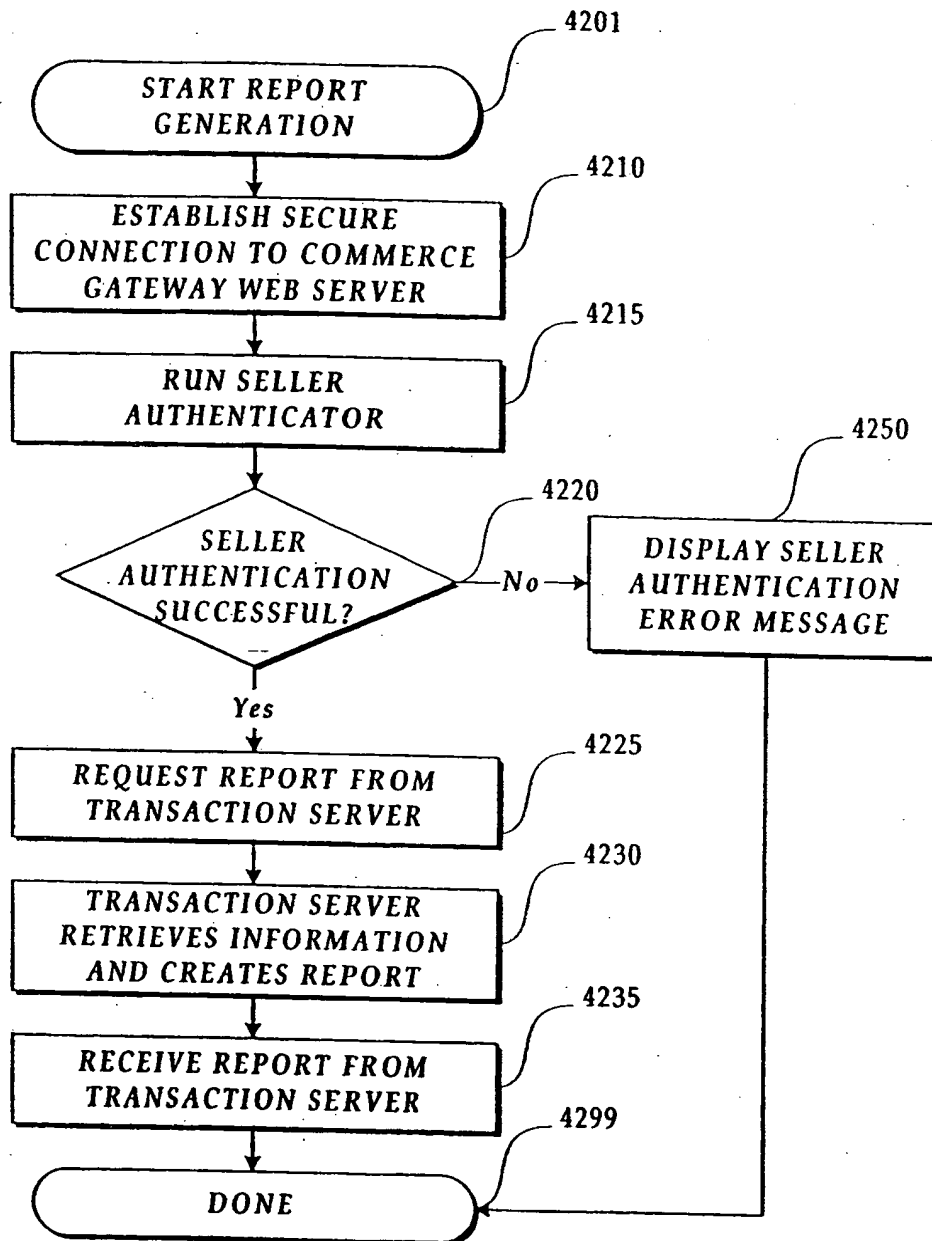 4201
START REPORT
GENERATION
4210
ESTABLISH SECURE
CONNECTION TO COMMERCE
GATEWAY WEB SERVER
4215
RUN SELLER
AUTHENTICATOR
4220
SELLER
AUTHENTICATION
SUCCESSFUL?
No
4250
DISPLAY SELLER
AUTHENTICATION
ERROR MESSAGE
Yes
4225
REQUEST REPORT FROM
TRANSACTION SERVER
4230
TRANSACTION SERVER
RETRIEVES INFORMATION
AND CREATES REPORT
4235
RECEIVE REPORT FROM
TRANSACTION SERVER
4299
DONE